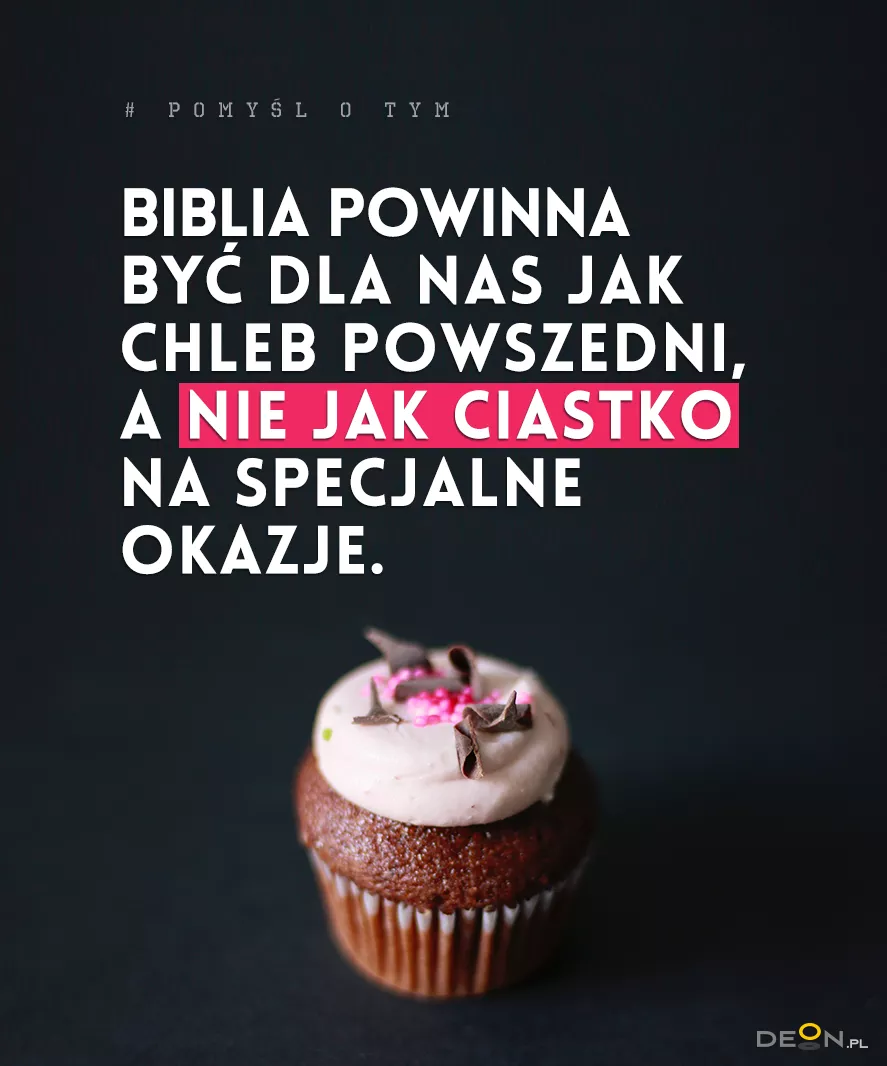 # POMYŚL O TYM
BIBLIA POWINNA
BYĆ DLA NAS JAK
CHLEB POWSZEDNI,
A NIE JAK CIASTKO
NA SPECJALNE
OKAZJE.
DEON.PL